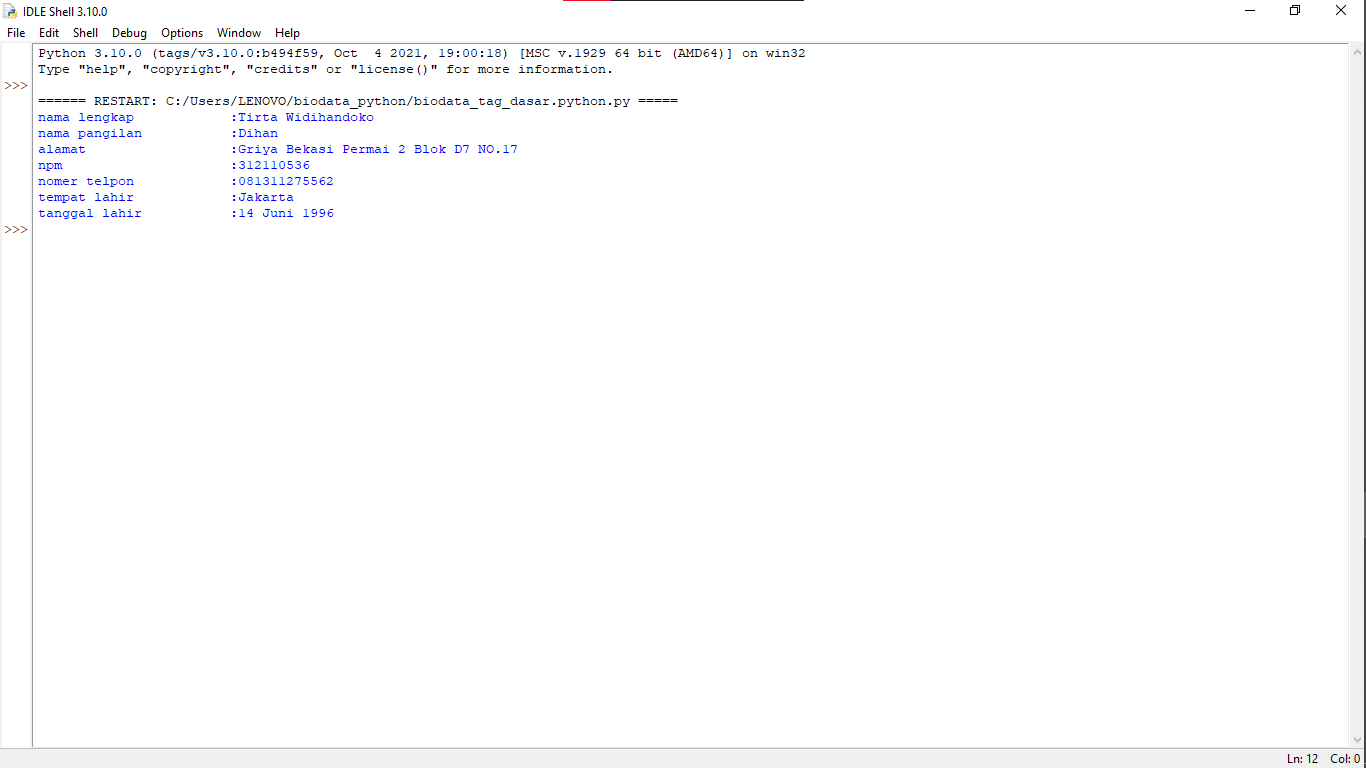 IDLE Shell 3.10.0
File Edit Shell Debug Options Window Help
Python 3.10.0 (tags/v3.10.0:b494f59, Oct  4 2021, 19:00:18) [MSC v.1929 64 bit (AMD64)] on win32
Type "help", "copyright", "credits" or "license()" for more information.
>>>
====== RESTART: C:/Users/LENOVO/biodata_python/biodata_tag_dasar.python.py =====
nama lengkap            :Tirta Widihandoko
nama pangilan           :Dihan
alamat                  :Griya Bekasi Permai 2 Blok D7 NO.17
npm                     :312110536
nomer telpon            :081311275562
tempat lahir            :Jakarta
tanggal lahir           :14 Juni 1996
>>>
Ln: 12 Col: 0